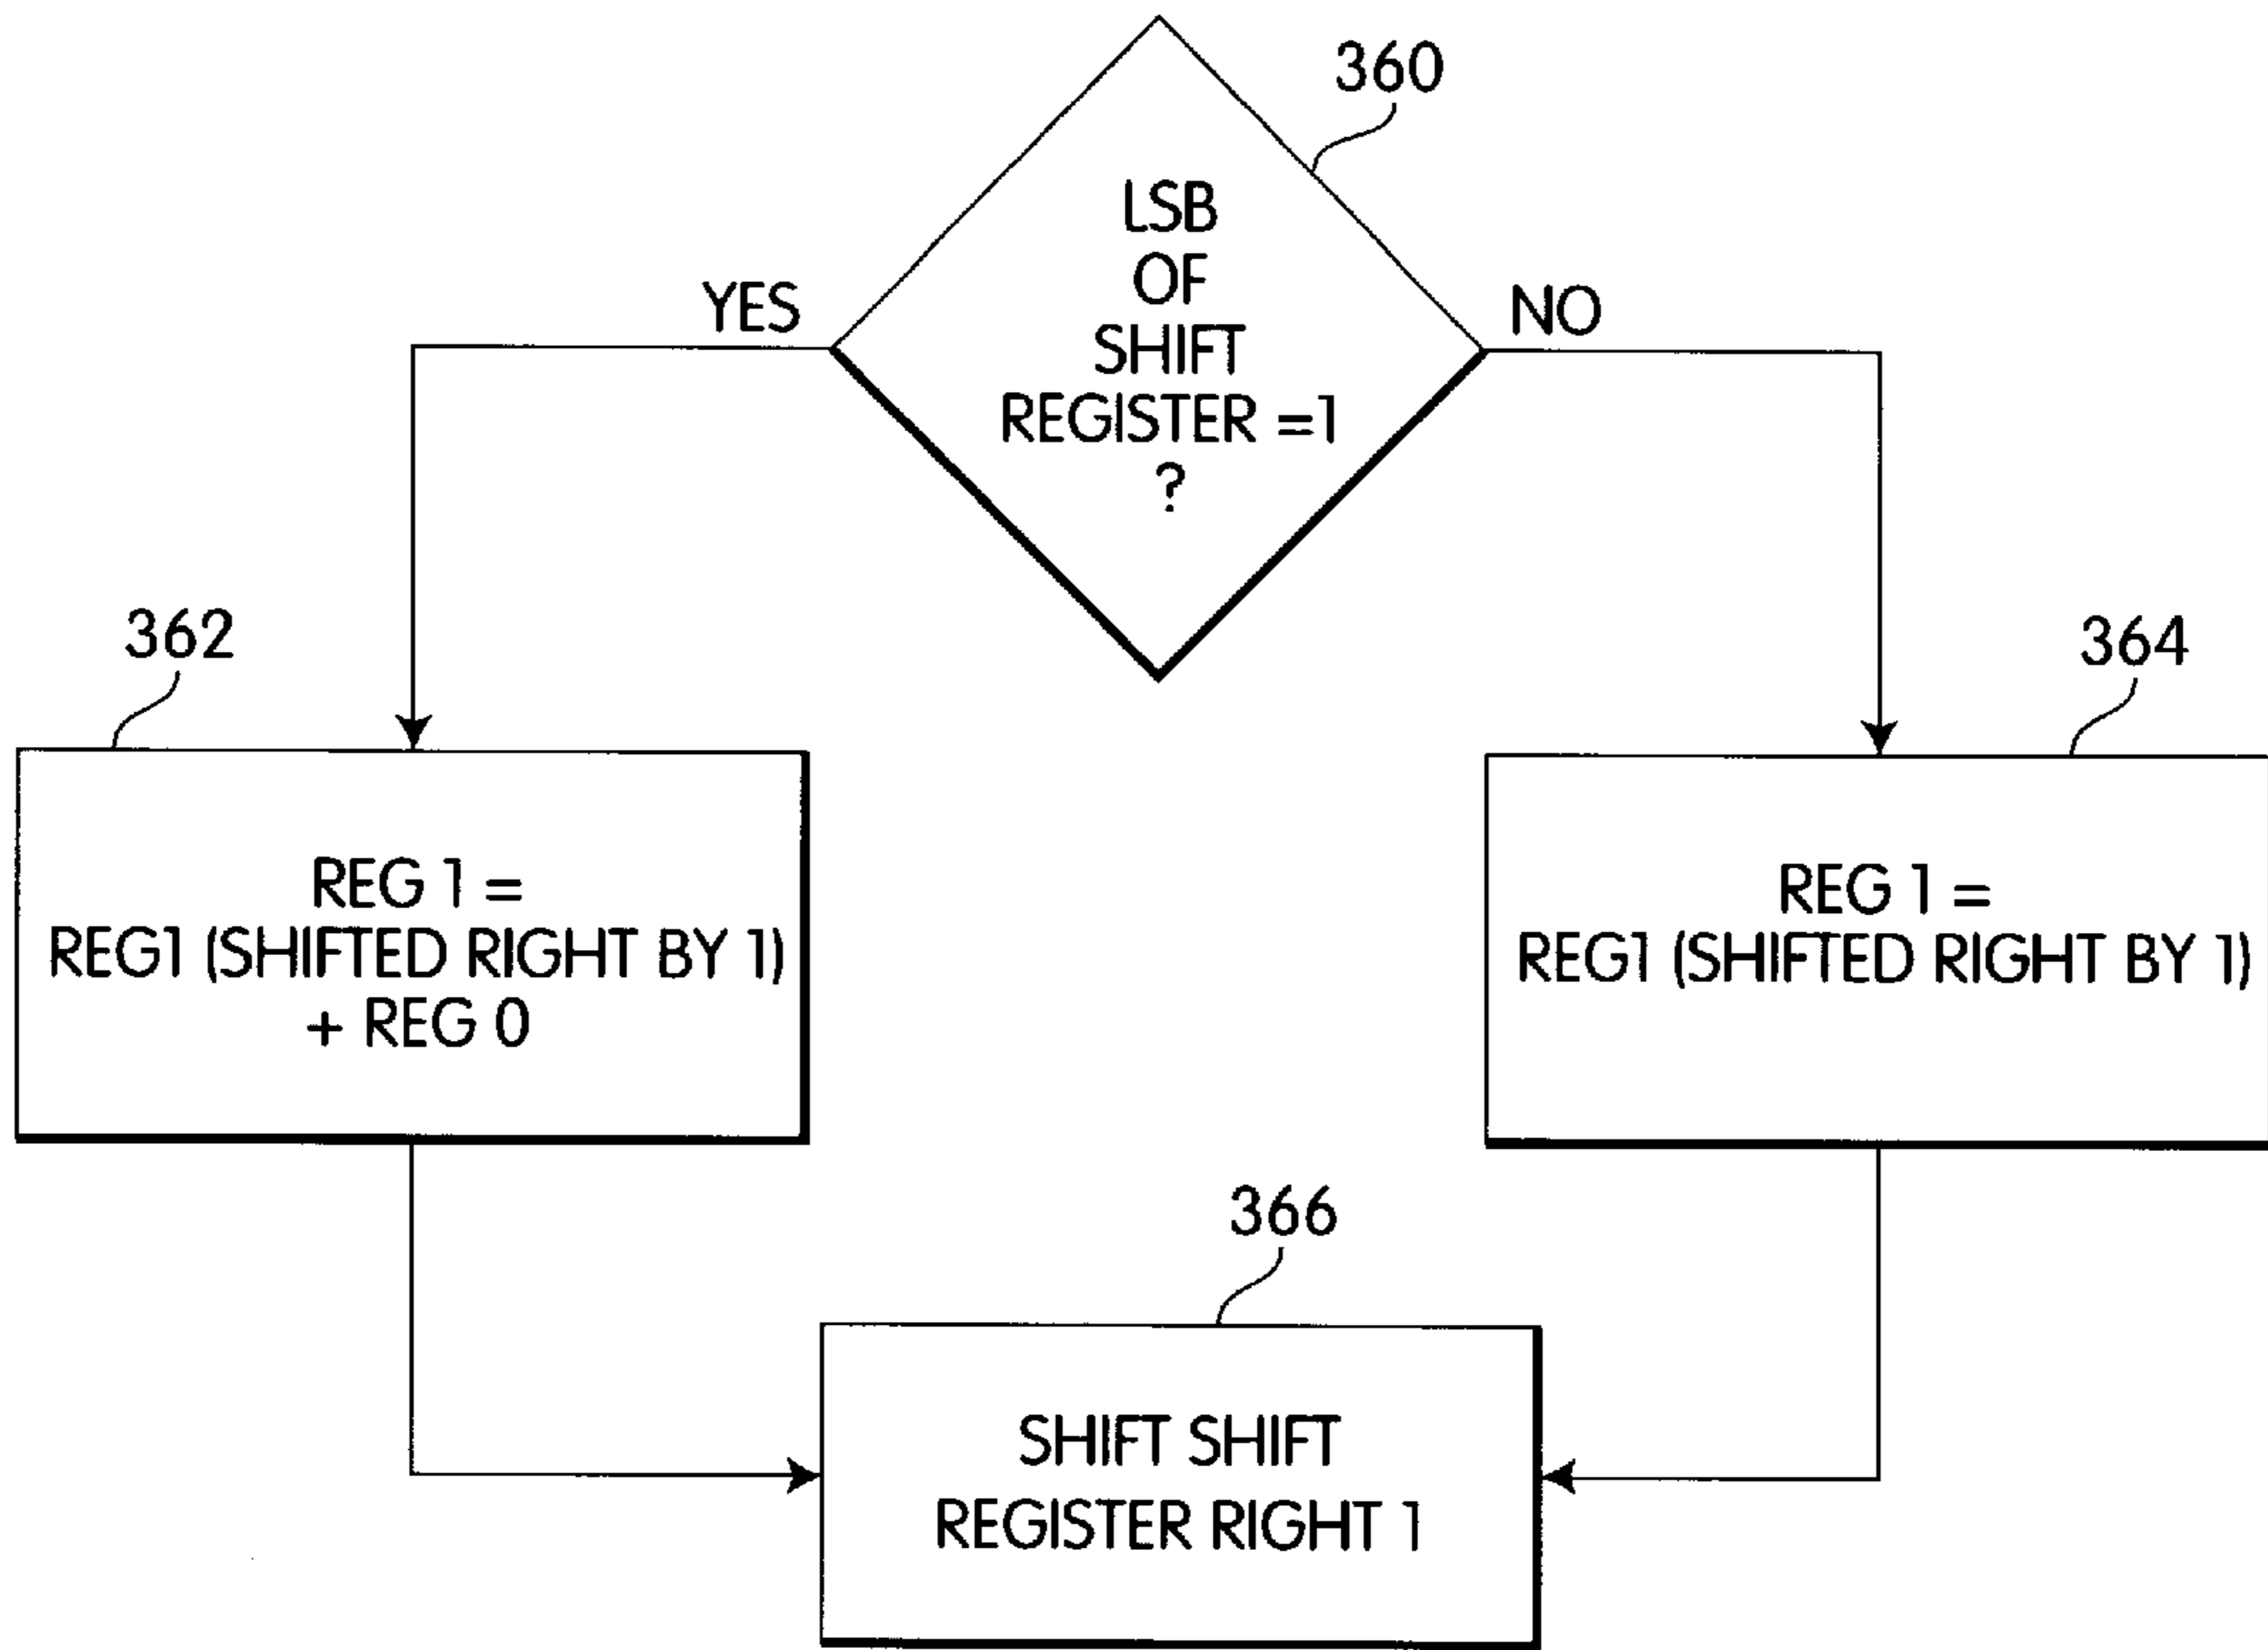 360
LSB
OF
SHIFT
REGISTER =1
?
YES
NO
362
364
REG 1 =
REG1 (SHIFTED RIGHT BY 1)
+ REG 0
REG 1 =
REG1 (SHIFTED RIGHT BY 1)
366
SHIFT SHIFT
REGISTER RIGHT 1